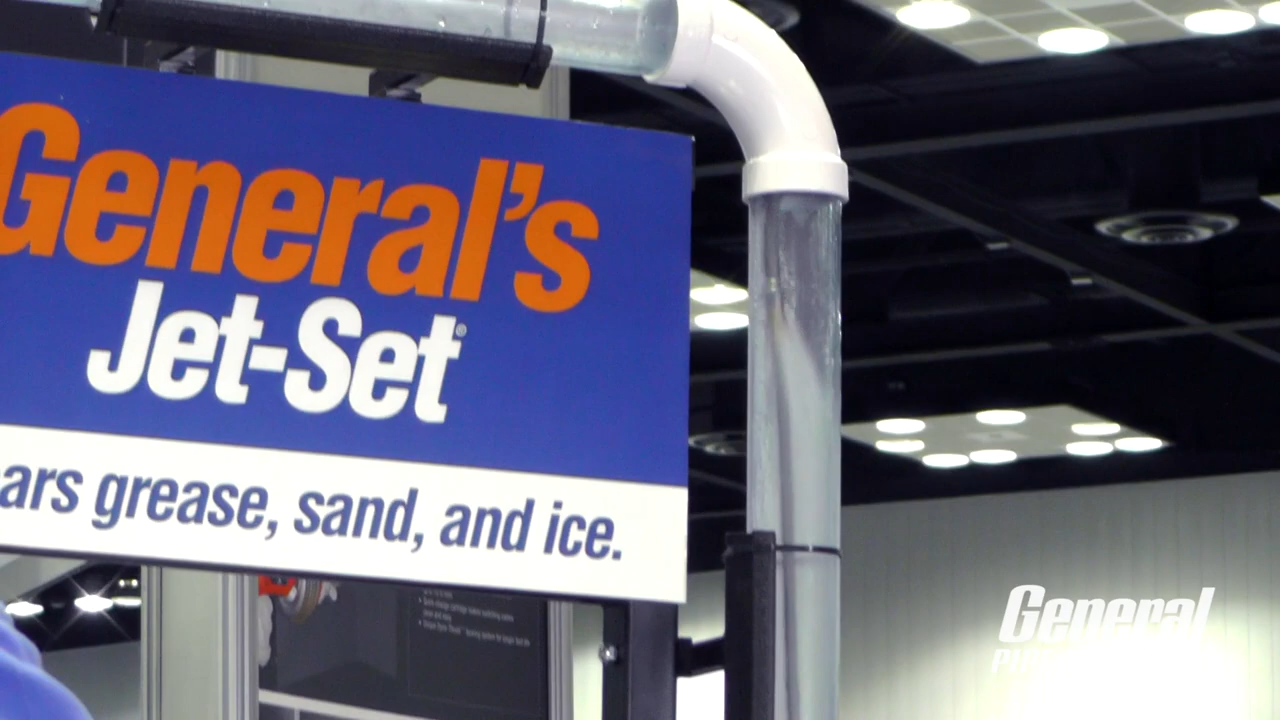 General's
Jet-Set®
ars grease, sand, and ice.
General